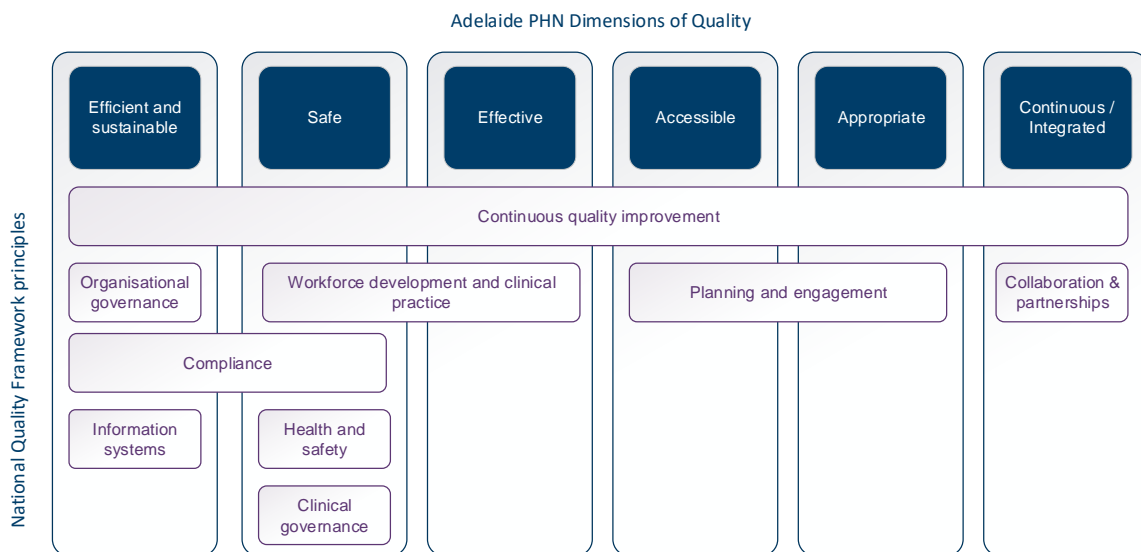 Adelaide PHN Dimensions of Quality
Efficient and
sustainable
Safe
Effective
Accessible
Appropriate
Continuous /
Integrated
National Quality Framework principles
Continuous quality improvement
Organisational
governance
Workforce development and clinical
practice
Planning and engagement
Collaboration &
partnerships
Compliance
Information
systems
Health and
safety
Clinical
governance